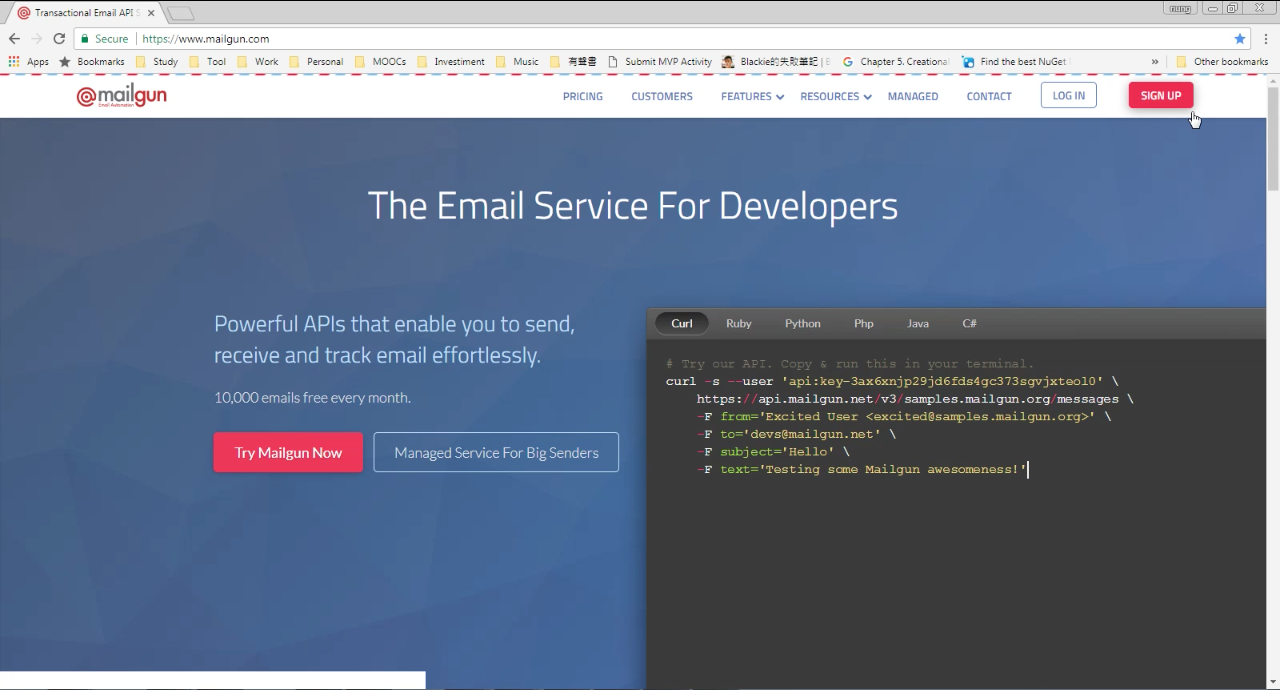 Transactional Email API S
nung
Secure
https://www.mailgun.com
Apps
Bookmarks
Study
Tool
Work
Personal
MOOCs
Investiment
Music
有聲書
Submit MVP Activity
Blackie的失敗筆記 | B
Chapter 5. Creational
Find the best NuGet
»
Other bookmarks
@mailgun
Email Automation
PRICING
CUSTOMERS
FEATURES
RESOURCES
MANAGED
CONTACT
LOG IN
SIGN UP
The Email Service For Developers
Powerful APIs that enable you to send,
receive and track email effortlessly.
10,000 emails free every month.
Try Mailgun Now
Managed Service For Big Senders
Curl
Ruby
Python
Php
Java
C#
# Try our API. Copy & run this in your terminal.
curl -s --user 'api:key-3ax6xnjp29jd6fds4gc373sgvjxteol0' \
https://api.mailgun.net/v3/samples.mailgun.org/messages \
-F from='Excited User <excited@samples.mailgun.org>' \
-F to='devs@mailgun.net' \
-F subject='Hello' \
-F text='Testing some Mailgun awesomeness!'